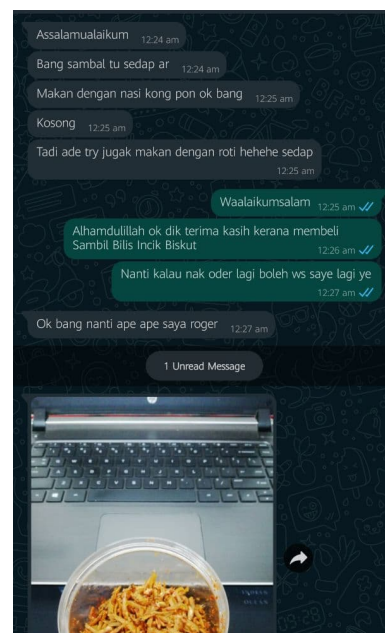 Assalamualaikum 12:24 am
Bang sambal tu sedap ar 12:24 am
Makan dengan nasi kong pon ok bang 12:25 am
Kosong 12:25 am
Tadi ade try jugak makan dengan roti hehehe sedap
12:25 am
Waalaikumsalam 12:25 am
Alhamdulillah ok dik terima kasih kerana membeli
Sambil Bilis Incik Biskut 12:26 am
Nanti kalau nak oder lagi boleh ws saye lagi ye
12:27 am
Ok bang nanti ape ape saya roger 12:27 am
1 Unread Message